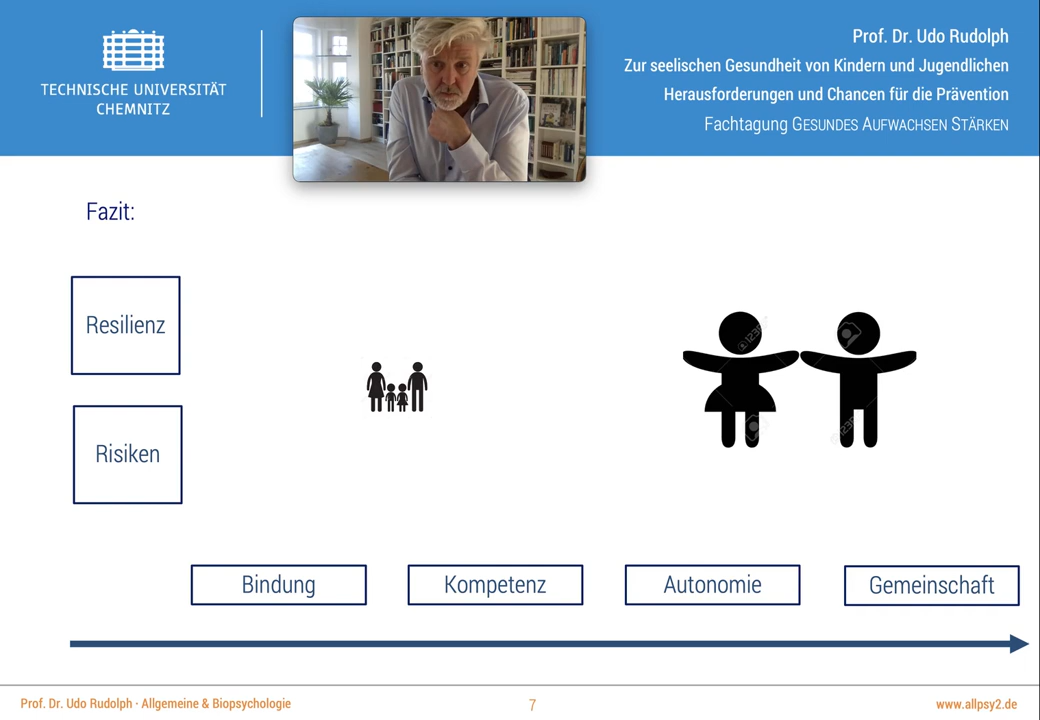 TECHNISCHE UNIVERSITÄT
CHEMNITZ
Prof. Dr. Udo Rudolph
Zur seelischen Gesundheit von Kindern und Jugendlichen
Herausforderungen und Chancen für die Prävention
Fachtagung GESUNDES AUFWACHSEN STÄRKEN
Fazit:
Resilienz
Risiken
Bindung
Kompetenz
Autonomie
Gemeinschaft
Prof. Dr. Udo Rudolph · Allgemeine & Biopsychologie
7
www.allpsy2.de